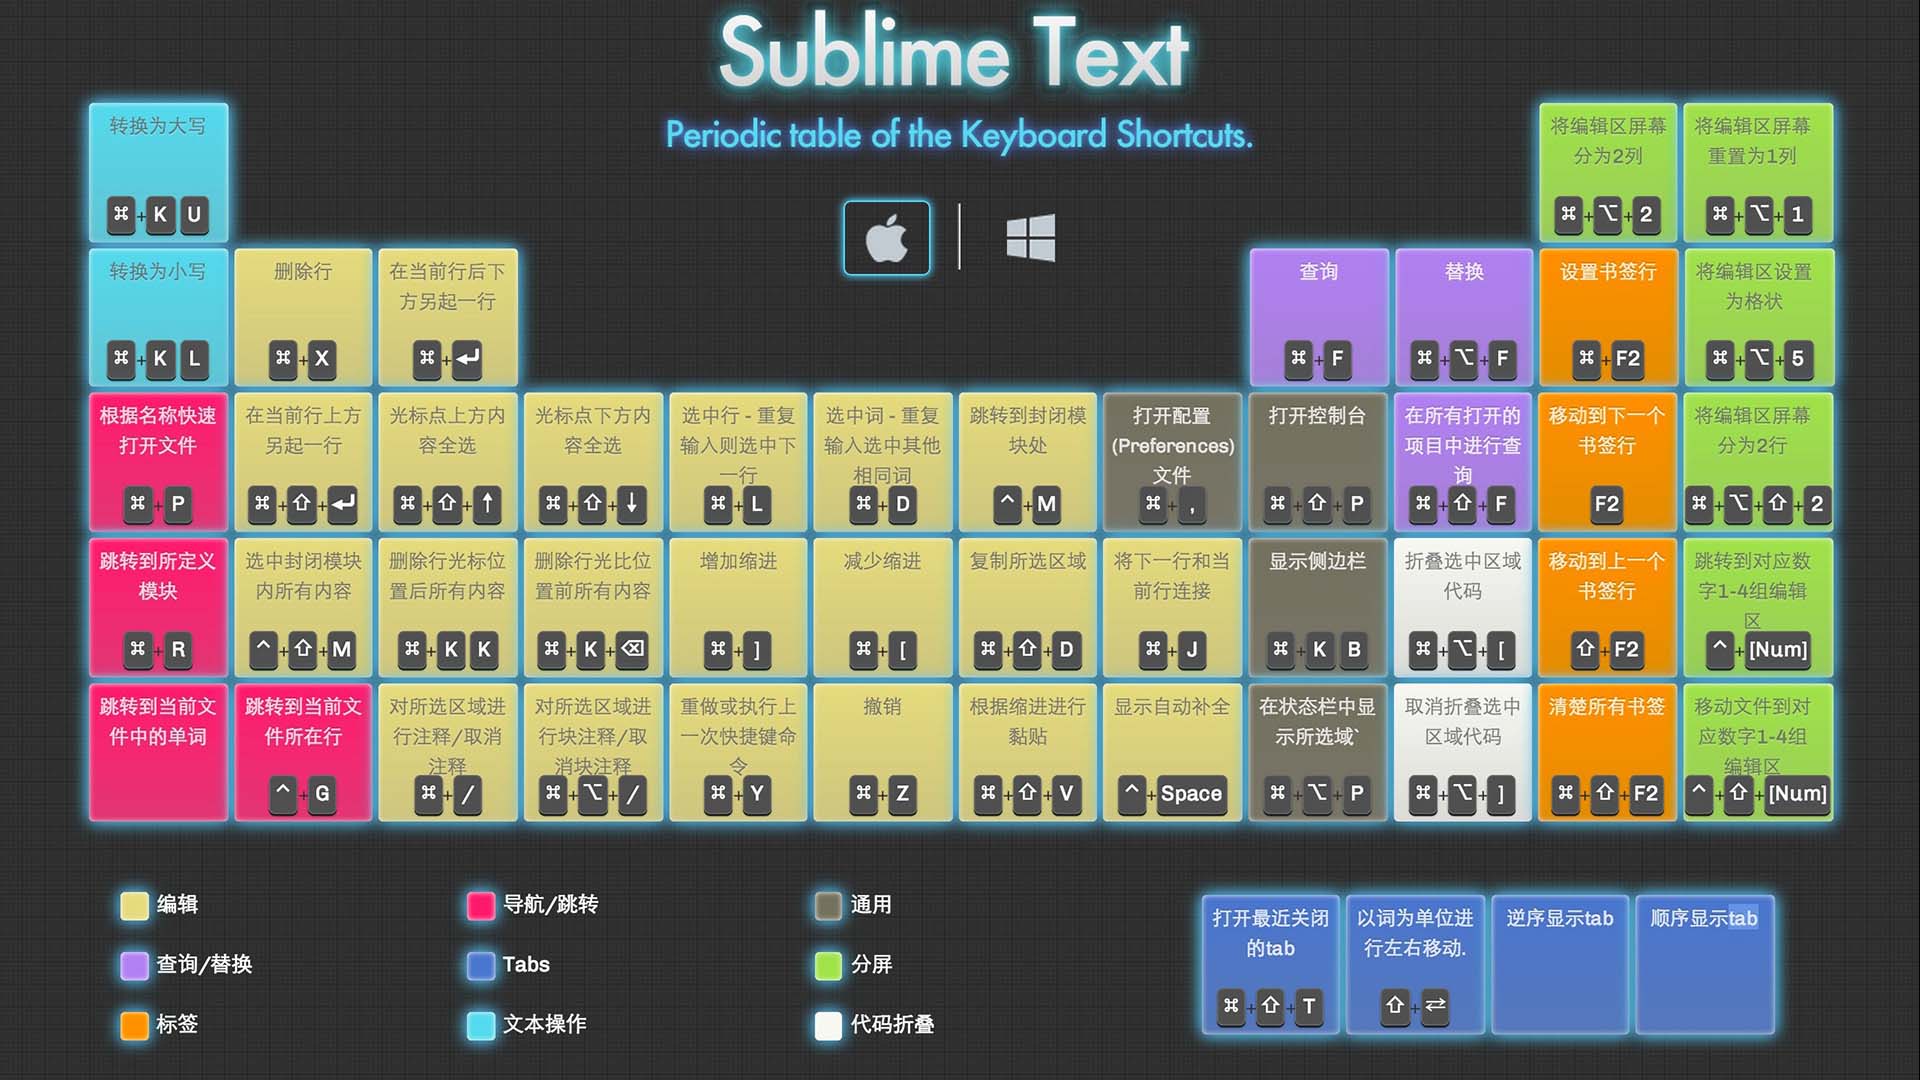 Sublime Text
Periodic table of the Keyboard Shortcuts.
转换为大写
⌘+K U
将编辑区屏幕
分为2列
⌘+⌥+2
将编辑区屏幕
重置为1列
⌘+⌥+1
转换为小写
⌘+K L
删除行
⌘+X
在当前行后下
方另起一行
⌘+↵
查询
⌘+F
替换
⌘+⌥+F
设置书签行
⌘+F2
将编辑区设置
为格状
⌘+⌥+5
根据名称快速
打开文件
⌘+P
在当前行上方
另起一行
⌘+⇧+↵
光标点上方内
容全选
⌘+⇧+↑
光标点下方内
容全选
⌘+⇧+↓
选中行 - 重复
输入则选中下
一行
⌘+L
选中词 - 重复
输入选中其他
相同词
⌘+D
跳转到封闭模
块处
^+M
打开配置
(Preferences)
文件
⌘+,
打开控制台
⌘+⇧+P
在所有打开的
项目中进行查
询
⌘+⇧+F
移动到下一个
书签行
F2
将编辑区屏幕
分为2行
⌘+⌥+⇧+2
跳转到所定义
模块
⌘+R
选中封闭模块
内所有内容
^+⇧+M
删除行光标位
置后所有内容
⌘+K K
删除行光比位
置前所有内容
⌘+K+⌫
增加缩进
⌘+]
减少缩进
⌘+[
复制所选区域
⌘+⇧+D
将下一行和当
前行连接
⌘+J
显示侧边栏
⌘+K B
折叠选中区域
代码
⌘+⌥+[
移动到上一个
书签行
⇧+F2
跳转到对应数
字1-4组编辑
区
^+[Num]
跳转到当前文
件中的单词
跳转到当前文
件所在行
^+G
对所选区域进
行注释/取消
注释
⌘+/
对所选区域进
行块注释/取
消块注释
⌘+⌥+/
重做或执行上
一次快捷键命
令
⌘+Y
撤销
⌘+Z
根据缩进进行
黏贴
⌘+⇧+V
显示自动补全
^+Space
在状态栏中显
示所选域`
⌘+⌥+P
取消折叠选中
区域代码
⌘+⌥+]
清楚所有书签
⌘+⇧+F2
移动文件到对
应数字1-4组
编辑区
^+⇧+[Num]
编辑
导航/跳转
通用
查询/替换
Tabs
分屏
标签
文本操作
代码折叠
打开最近关闭
的tab
⌘+⇧+T
以词为单位进
行左右移动.
⇧+⇄
逆序显示tab
顺序显示tab